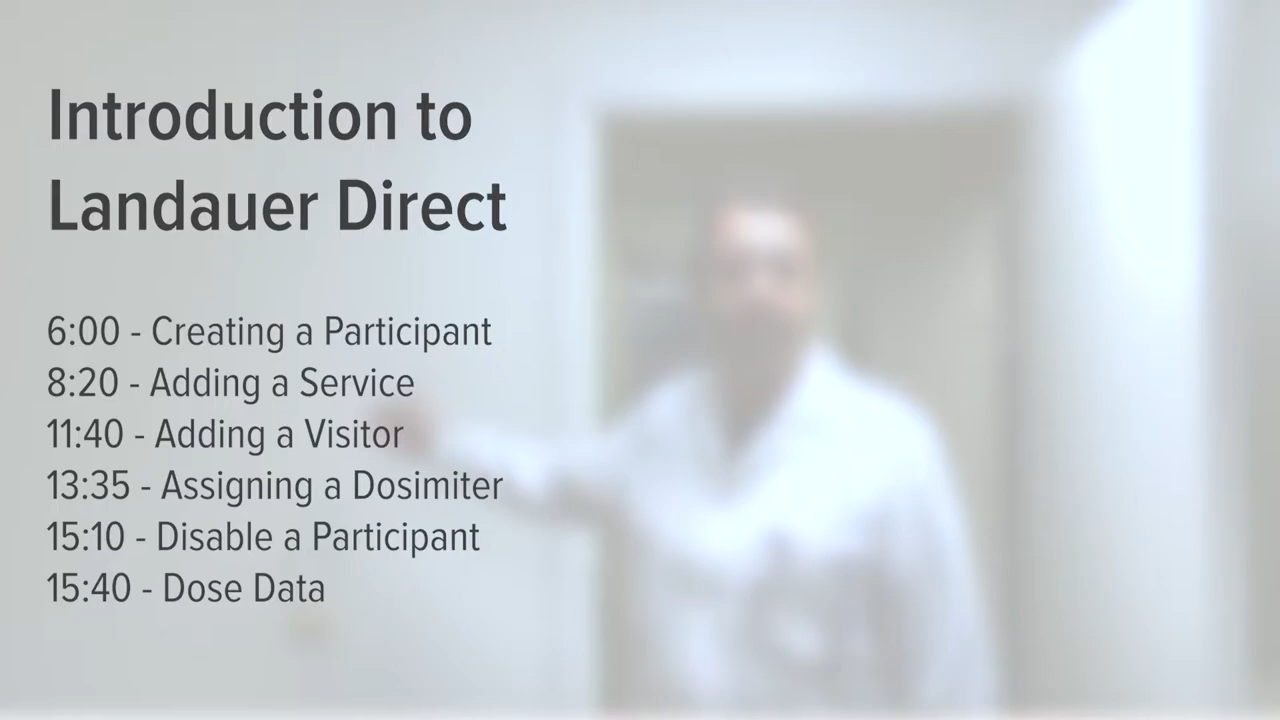 Introduction to
Landauer Direct
6:00 - Creating a Participant
8:20 - Adding a Service
11:40 - Adding a Visitor
13:35 - Assigning a Dosimiter
15:10 - Disable a Participant
15:40 - Dose Data